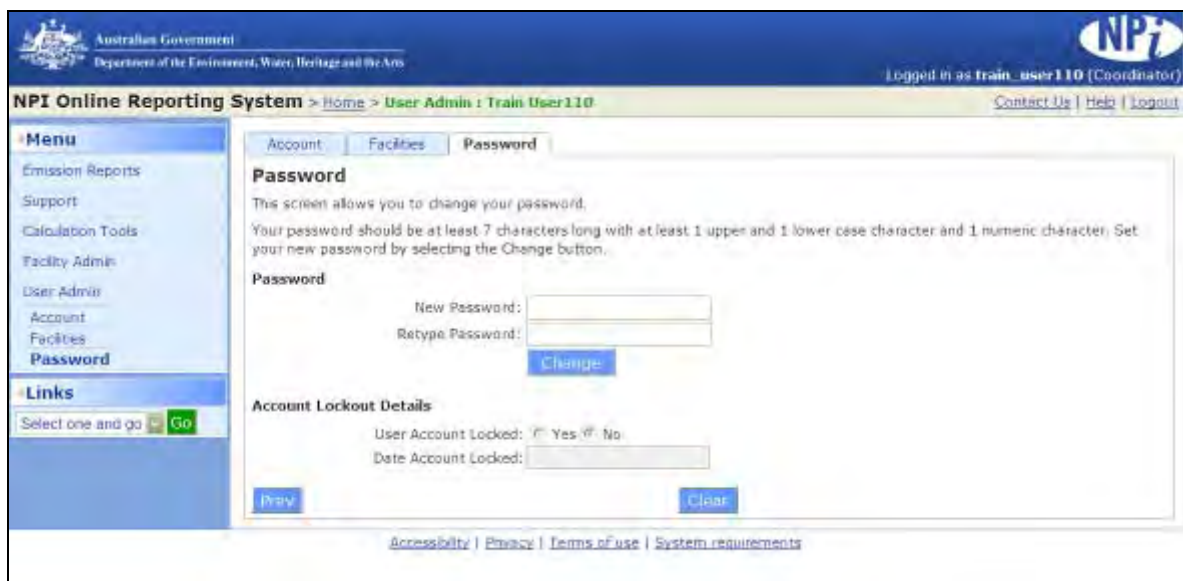 Australian Government
Department of the Environment, Water, Heritage and the Arts
NPi
Logged in as train_user110 (Coordinator)
NPI Online Reporting System > Home > User Admin : Train User110
Contact Us | Help | Logout
Menu
Emission Reports
Support
Calculation Tools
Facility Admin
User Admin
Account
Facilities
Password
Links
Select one and go Go
Account Facilities Password
Password
This screen allows you to change your password.
Your password should be at least 7 characters long with at least 1 upper and 1 lower case character and 1 numeric character. Set
your new password by selecting the Change button.
Password
New Password:
Retype Password:
Change
Account Lockout Details
User Account Locked: Yes No
Date Account Locked:
Prev Clear
Accessibility | Privacy | Terms of use | System requirements